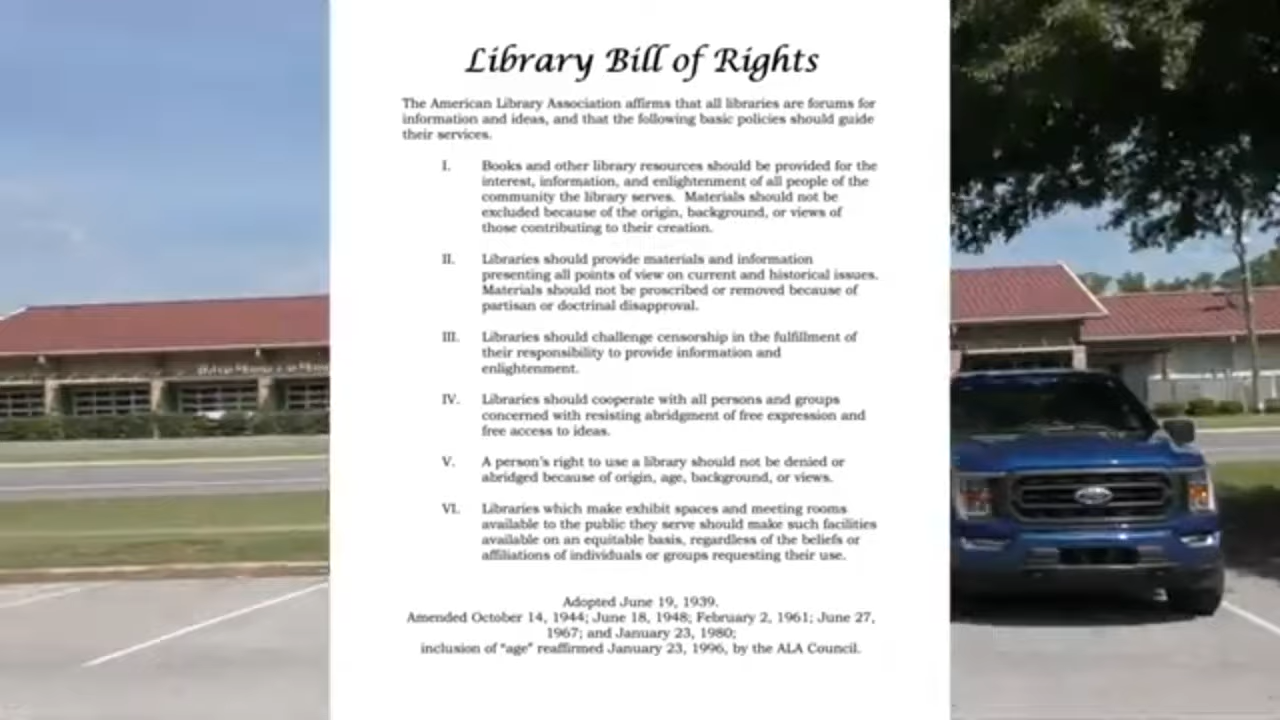 Library Bill of Rights
The American Library Association affirms that all libraries are forums for
information and ideas, and that the following basic policies should guide
their services.
I. Books and other library resources should be provided for the
interest, information, and enlightenment of all people of the
community the library serves. Materials should not be
excluded because of the origin, background, or views of
those contributing to their creation.
II. Libraries should provide materials and information
presenting all points of view on current and historical issues.
Materials should not be proscribed or removed because of
partisan or doctrinal disapproval.
III. Libraries should challenge censorship in the fulfillment of
their responsibility to provide information and
enlightenment.
IV. Libraries should cooperate with all persons and groups
concerned with resisting abridgment of free expression and
free access to ideas.
V. A person's right to use a library should not be denied or
abridged because of origin, age, background, or views.
VI. Libraries which make exhibit spaces and meeting rooms
available to the public they serve should make such facilities
available on an equitable basis, regardless of the beliefs or
affiliations of individuals or groups requesting their use.
Adopted June 19, 1939.
Amended October 14, 1944; June 18, 1948; February 2, 1961; June 27,
1967; and January 23, 1980;
inclusion of "age" reaffirmed January 23, 1996, by the ALA Council.
Ford